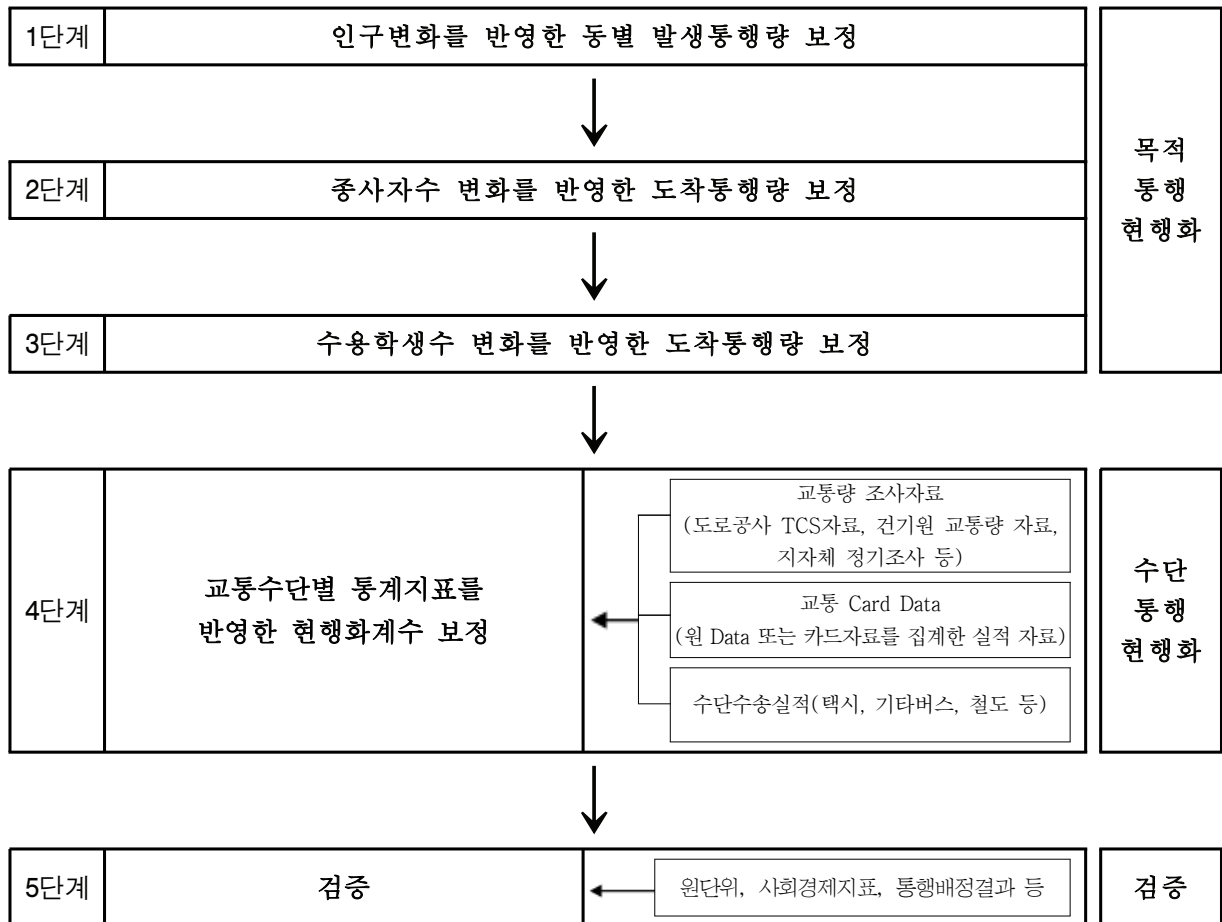 1단계
인구변화를 반영한 동별 발생통행량 보정
2단계
종사자수 변화를 반영한 도착통행량 보정
3단계
수용학생수 변화를 반영한 도착통행량 보정
목적
통행
현행화
4단계
교통수단별 통계지표를
반영한 현행화계수 보정
교통량 조사자료
(도로공사 TCS자료, 건기원 교통량 자료,
지자체 정기조사 등)
교통 Card Data
(원 Data 또는 카드자료를 집계한 실적 자료)
수단수송실적(택시, 기타버스, 철도 등)
수단
통행
현행화
5단계
검증
원단위, 사회경제지표, 통행배정결과 등
검증